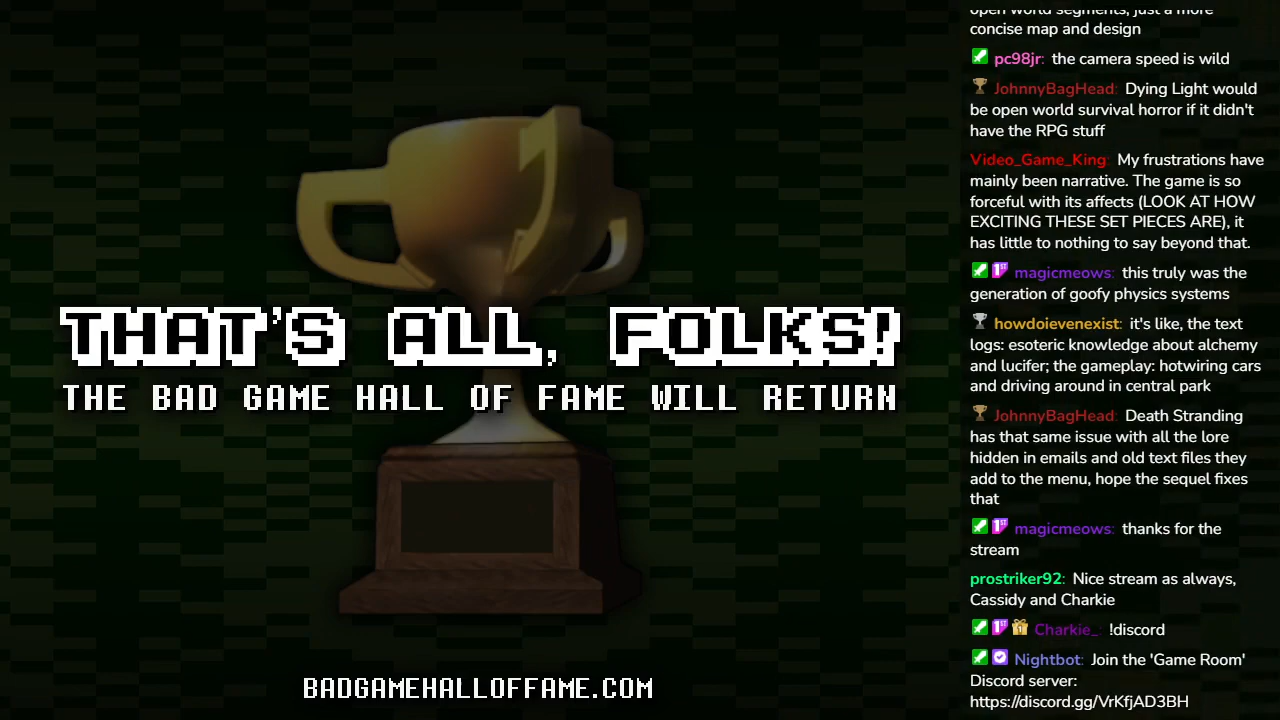 THAT'S ALL, FOLKS!
THE BAD GAME HALL OF FAME WILL RETURN
BADGAMEHALLOFFAME.COM
open world segments, just a more
concise map and design
pc98jr: the camera speed is wild
JohnnyBagHead: Dying Light would
be open world survival horror if it didn't
have the RPG stuff
Video_Game_King: My frustrations have
mainly been narrative. The game is so
forceful with its affects (LOOK AT HOW
EXCITING THESE SET PIECES ARE), it
has little to nothing to say beyond that.
magicmeows: this truly was the
generation of goofy physics systems
howdoievenexist: it's like, the text
logs: esoteric knowledge about alchemy
and lucifer; the gameplay: hotwiring cars
and driving around in central park
JohnnyBagHead: Death Stranding
has that same issue with all the lore
hidden in emails and old text files they
add to the menu, hope the sequel fixes
that
magicmeows: thanks for the
stream
prostriker92: Nice stream as always,
Cassidy and Charkie
Charkie_: !discord
Nightbot: Join the 'Game Room'
Discord server:
https://discord.gg/VrKfjAD3BH